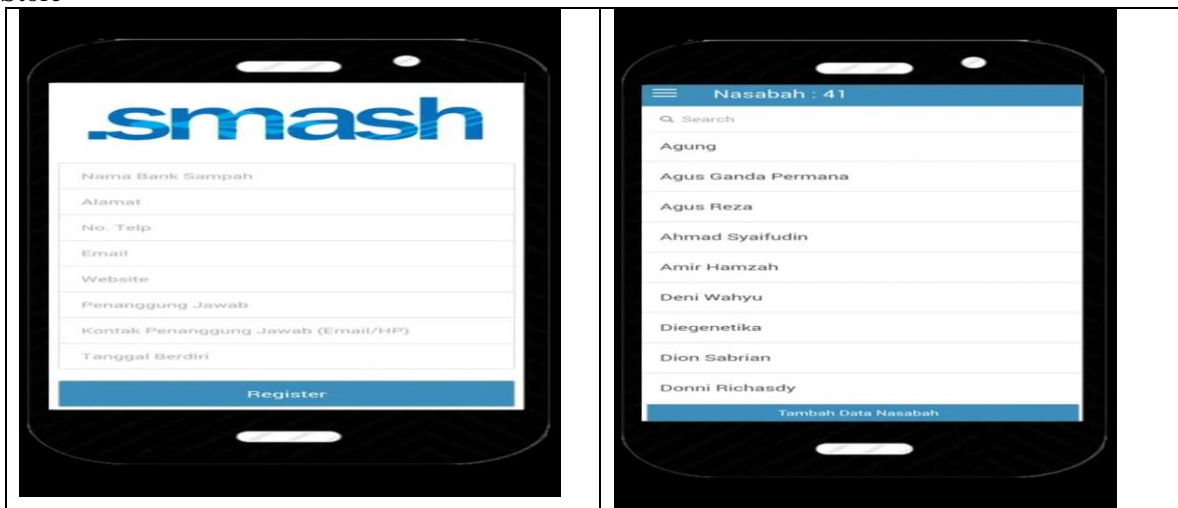 .smash
Nama Bank Sampah
Alamat
No. Telp
Email
Website
Penanggung Jawab
Kontak Penanggung Jawab (Email/HP)
Tanggal Berdiri
Register
Nasabah : 41
Search
Agung
Agus Ganda Permana
Agus Reza
Ahmad Syaifudin
Amir Hamzah
Deni Wahyu
Diegenetika
Dion Sabrian
Donni Richasdy
Tambah Data Nasabah